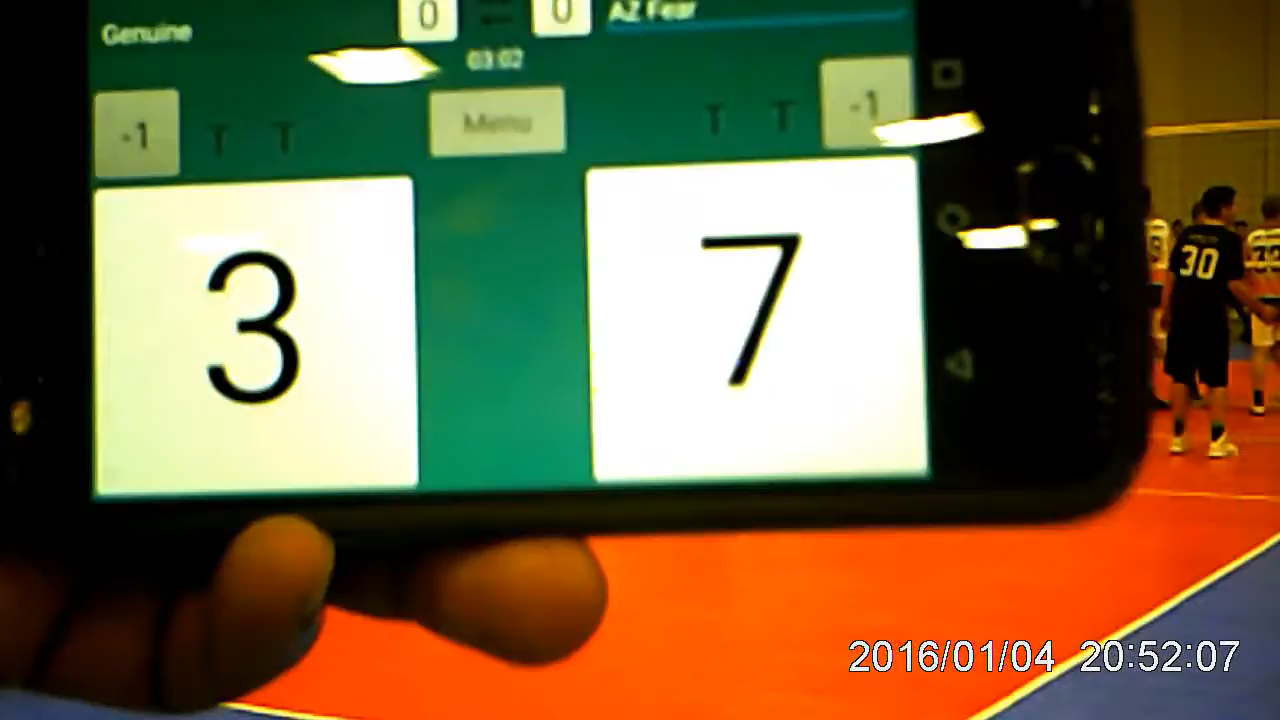 Genuine
0
0
AZ Fear
03:02
-1
T T
Menu
T T
-1
3
7
30
2016/01/04 20:52:07